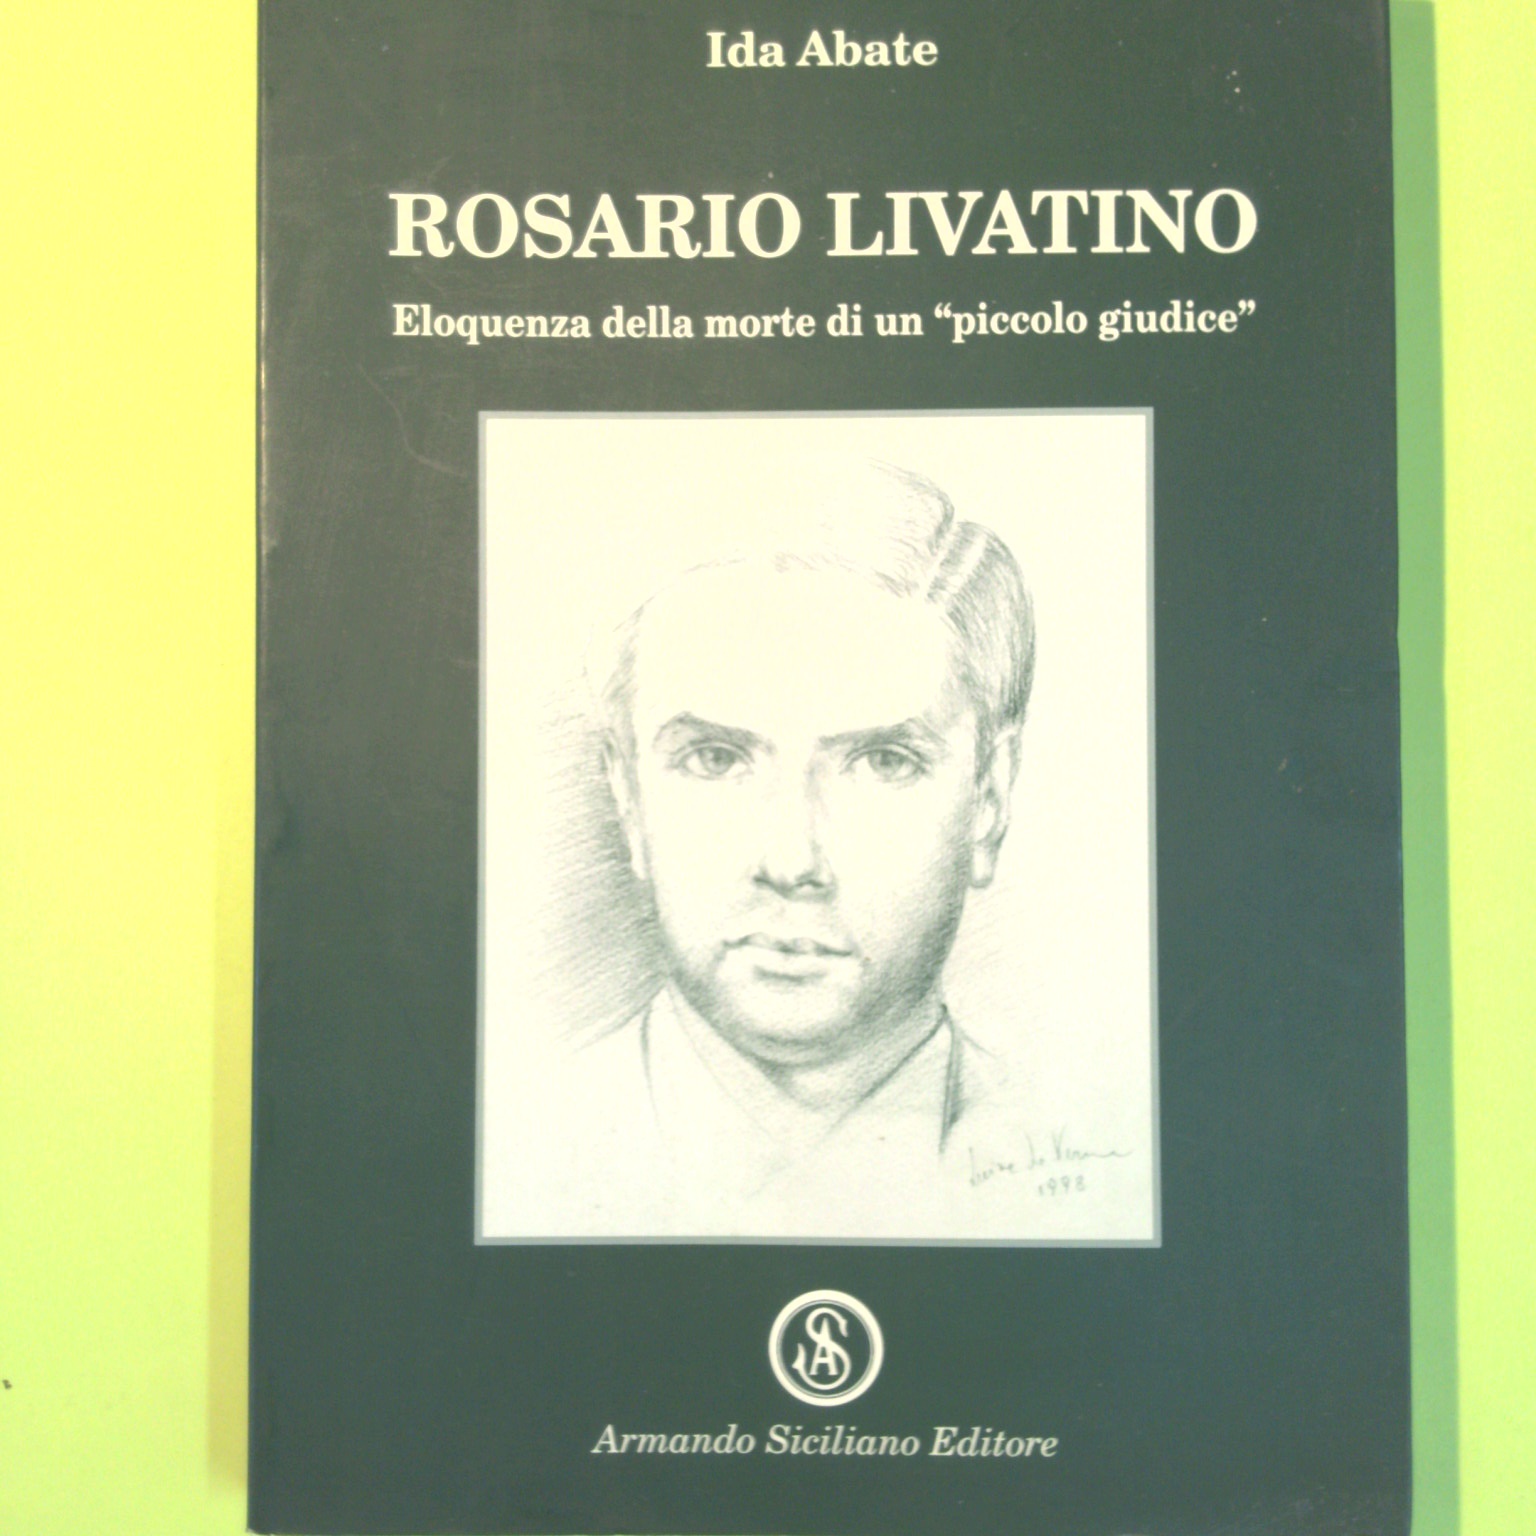 Ida Abate
ROSARIO LIVATINO
Eloquenza della morte di un “piccolo giudice”
1998
SA
Armando Siciliano Editore